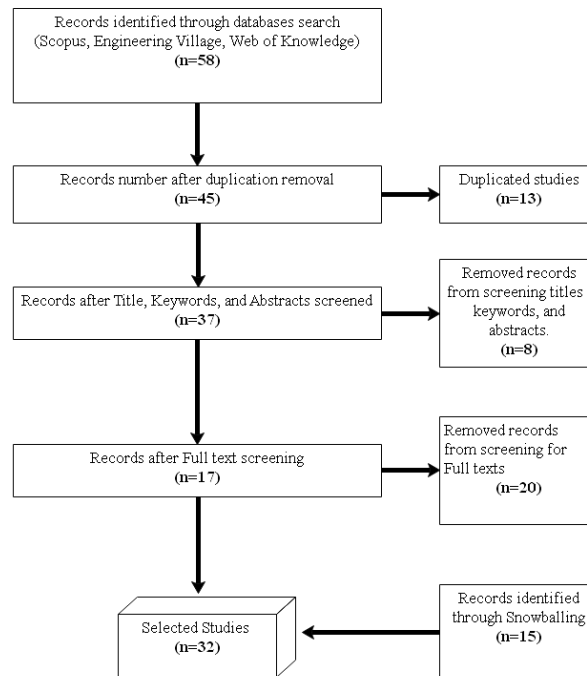 Records identified through databases search
(Scopus, Engineering Village, Web of Knowledge)
(n=58)
Records number after duplication removal
(n=45)
Duplicated studies
(n=13)
Records after Title, Keywords, and Abstracts screened
(n=37)
Removed records
from screening titles
keywords, and
abstracts.
(n=8)
Records after Full text screening
(n=17)
Removed records
from screening for
Full texts
(n=20)
Selected Studies
(n=32)
Records identified
through Snowballing
(n=15)